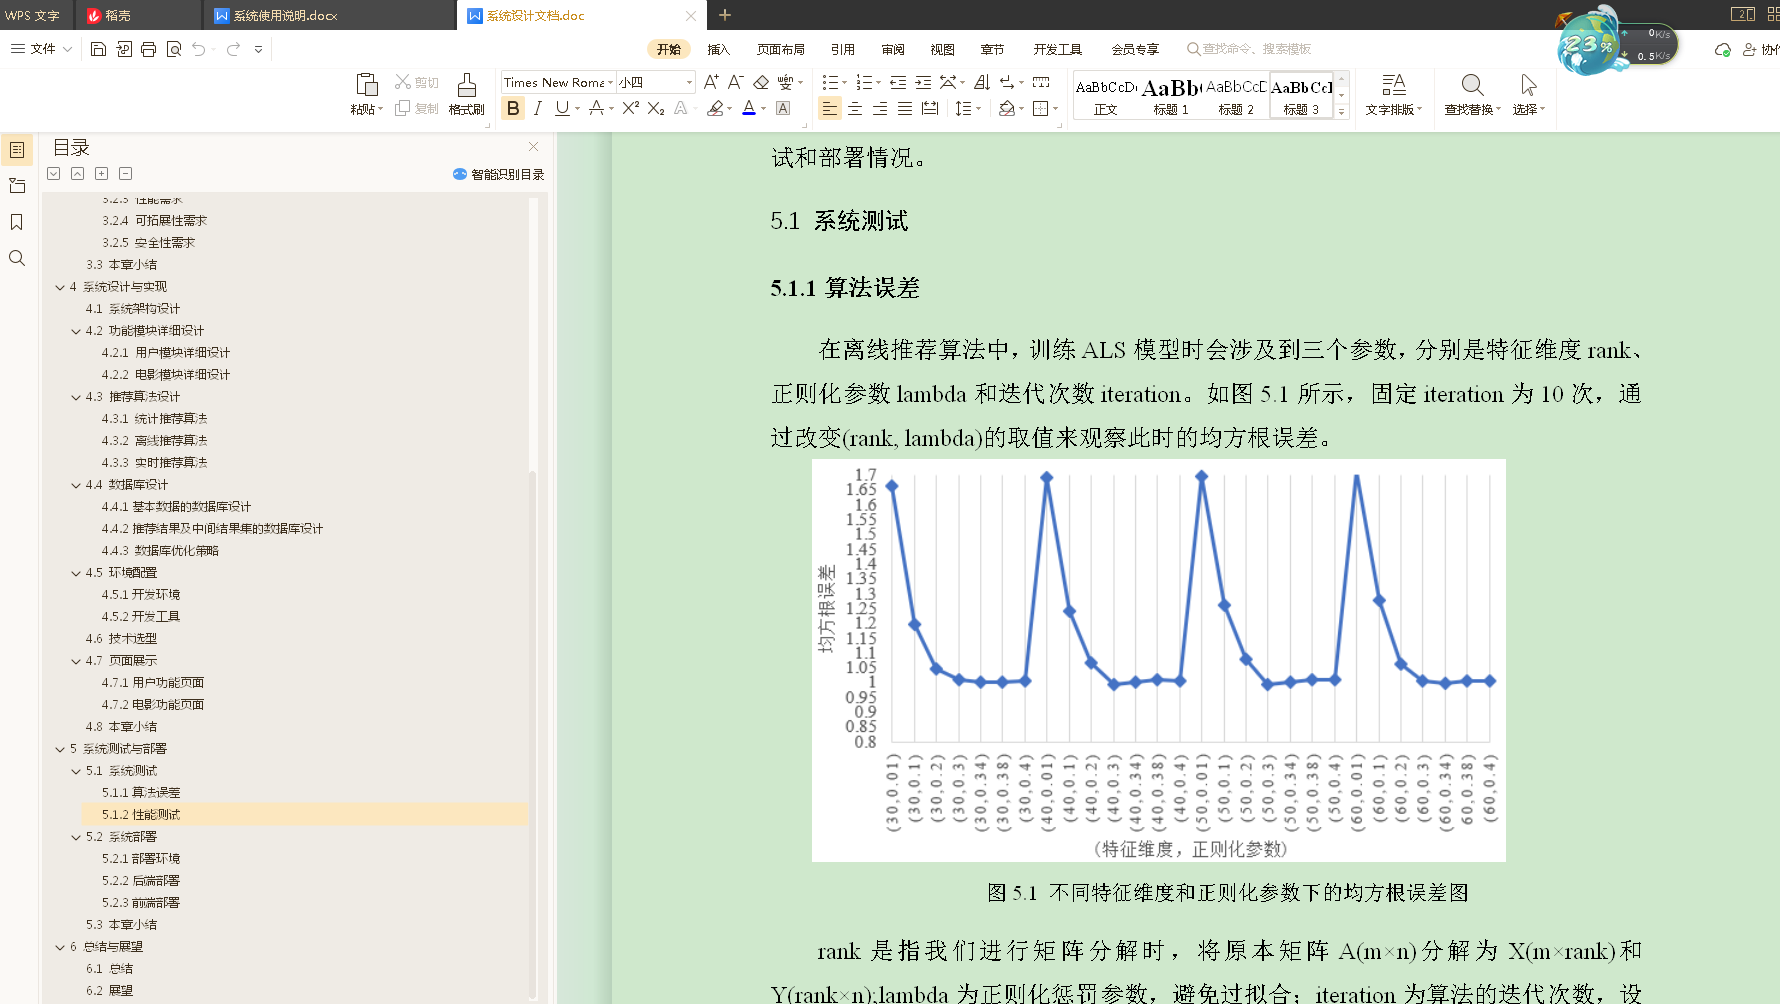 WPS 文字
稻壳
系统使用说明.docx
系统设计文档.doc
2
文件
开始
插入
页面布局
引用
审阅
视图
章节
开发工具
会员专享
查找命令、搜索模板
协作
23%
0K/s
0.5K/s
粘贴
剪切
复制
格式刷
Times New Roma
小四
AaBbCcDd
正文
AaBb
标题 1
AaBbCcD
标题 2
AaBbCcI
标题 3
文字排版
查找替换
选择
目录
智能识别目录
3.2.3 性能需求
3.2.4 可拓展性需求
3.2.5 安全性需求
3.3 本章小结
4 系统设计与实现
4.1 系统架构设计
4.2 功能模块详细设计
4.2.1 用户模块详细设计
4.2.2 电影模块详细设计
4.3 推荐算法设计
4.3.1 统计推荐算法
4.3.2 离线推荐算法
4.3.3 实时推荐算法
4.4 数据库设计
4.4.1 基本数据的数据库设计
4.4.2 推荐结果及中间结果集的数据库设计
4.4.3 数据库优化策略
4.5 环境配置
4.5.1 开发环境
4.5.2 开发工具
4.6 技术选型
4.7 页面展示
4.7.1 用户功能页面
4.7.2 电影功能页面
4.8 本章小结
5 系统测试与部署
5.1 系统测试
5.1.1 算法误差
5.1.2 性能测试
5.2 系统部署
5.2.1 部署环境
5.2.2 后端部署
5.2.3 前端部署
5.3 本章小结
6 总结与展望
6.1 总结
6.2 展望
试和部署情况。
5.1 系统测试
5.1.1 算法误差
在离线推荐算法中，训练 ALS 模型时会涉及到三个参数，分别是特征维度 rank、
正则化参数 lambda 和迭代次数 iteration。如图 5.1 所示，固定 iteration 为 10 次，通
过改变(rank, lambda)的取值来观察此时的均方根误差。
均方根误差
1.7
1.65
1.6
1.55
1.5
1.45
1.4
1.35
1.3
1.25
1.2
1.15
1.1
1.05
1
0.95
0.9
0.85
0.8
(30,0.01)
(30,0.1)
(30,0.2)
(30,0.3)
(30,0.34)
(30,0.38)
(30,0.4)
(40,0.01)
(40,0.1)
(40,0.2)
(40,0.3)
(40,0.34)
(40,0.38)
(40,0.4)
(50,0.01)
(50,0.1)
(50,0.2)
(50,0.3)
(50,0.34)
(50,0.38)
(50,0.4)
(60,0.01)
(60,0.1)
(60,0.2)
(60,0.3)
(60,0.34)
60,0.38)
(60,0.4)
（特征维度，正则化参数）
图 5.1 不同特征维度和正则化参数下的均方根误差图
rank 是指我们进行矩阵分解时，将原本矩阵 A(m×n)分解为 X(m×rank)和
Y(rank×n);lambda 为正则化惩罚参数，避免过拟合；iteration 为算法的迭代次数，设